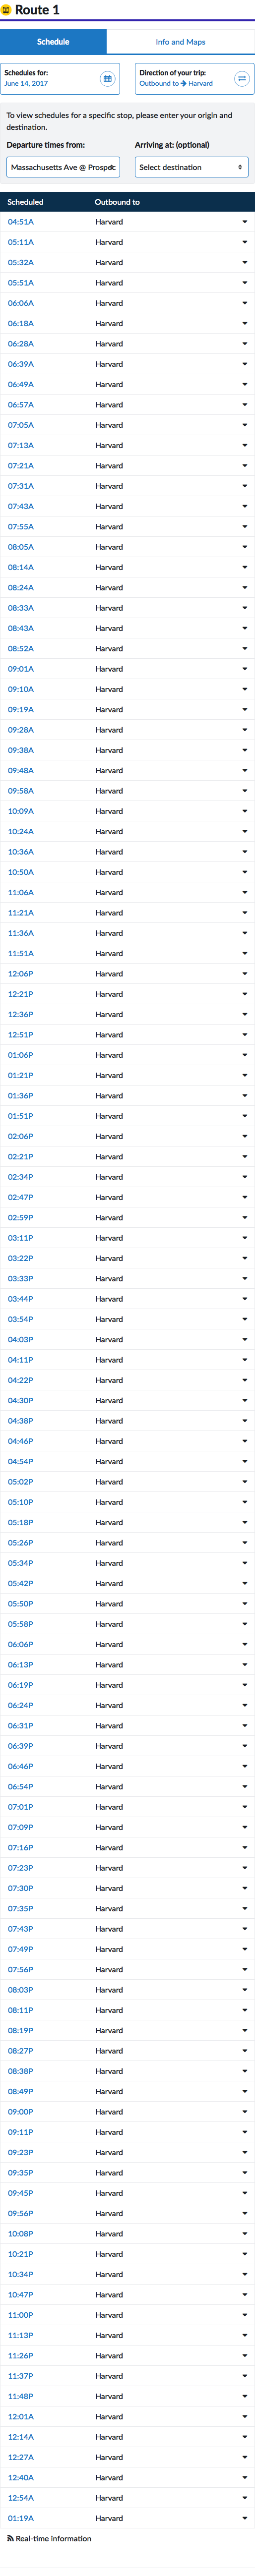 Route 1
Schedule Info and Maps
Schedules for: Direction of your trip:
June 14, 2017 Outbound to → Harvard
To view schedules for a specific stop, please enter your origin and
destination.
Departure times from: Arriving at: (optional)
Massachusetts Ave @ Prospec Select destination
Scheduled Outbound to
04:51A Harvard
05:11A Harvard
05:32A Harvard
05:51A Harvard
06:06A Harvard
06:18A Harvard
06:28A Harvard
06:39A Harvard
06:49A Harvard
06:57A Harvard
07:05A Harvard
07:13A Harvard
07:21A Harvard
07:31A Harvard
07:43A Harvard
07:55A Harvard
08:05A Harvard
08:14A Harvard
08:24A Harvard
08:33A Harvard
08:43A Harvard
08:52A Harvard
09:01A Harvard
09:10A Harvard
09:19A Harvard
09:28A Harvard
09:38A Harvard
09:48A Harvard
09:58A Harvard
10:09A Harvard
10:24A Harvard
10:36A Harvard
10:50A Harvard
11:06A Harvard
11:21A Harvard
11:36A Harvard
11:51A Harvard
12:06P Harvard
12:21P Harvard
12:36P Harvard
12:51P Harvard
01:06P Harvard
01:21P Harvard
01:36P Harvard
01:51P Harvard
02:06P Harvard
02:21P Harvard
02:34P Harvard
02:47P Harvard
02:59P Harvard
03:11P Harvard
03:22P Harvard
03:33P Harvard
03:44P Harvard
03:54P Harvard
04:03P Harvard
04:11P Harvard
04:22P Harvard
04:30P Harvard
04:38P Harvard
04:46P Harvard
04:54P Harvard
05:02P Harvard
05:10P Harvard
05:18P Harvard
05:26P Harvard
05:34P Harvard
05:42P Harvard
05:50P Harvard
05:58P Harvard
06:06P Harvard
06:13P Harvard
06:19P Harvard
06:24P Harvard
06:31P Harvard
06:39P Harvard
06:46P Harvard
06:54P Harvard
07:01P Harvard
07:09P Harvard
07:16P Harvard
07:23P Harvard
07:30P Harvard
07:35P Harvard
07:43P Harvard
07:49P Harvard
07:56P Harvard
08:03P Harvard
08:11P Harvard
08:19P Harvard
08:27P Harvard
08:38P Harvard
08:49P Harvard
09:00P Harvard
09:11P Harvard
09:23P Harvard
09:35P Harvard
09:45P Harvard
09:56P Harvard
10:08P Harvard
10:21P Harvard
10:34P Harvard
10:47P Harvard
11:00P Harvard
11:13P Harvard
11:26P Harvard
11:37P Harvard
11:48P Harvard
12:01A Harvard
12:14A Harvard
12:27A Harvard
12:40A Harvard
12:54A Harvard
01:19A Harvard
Real-time information